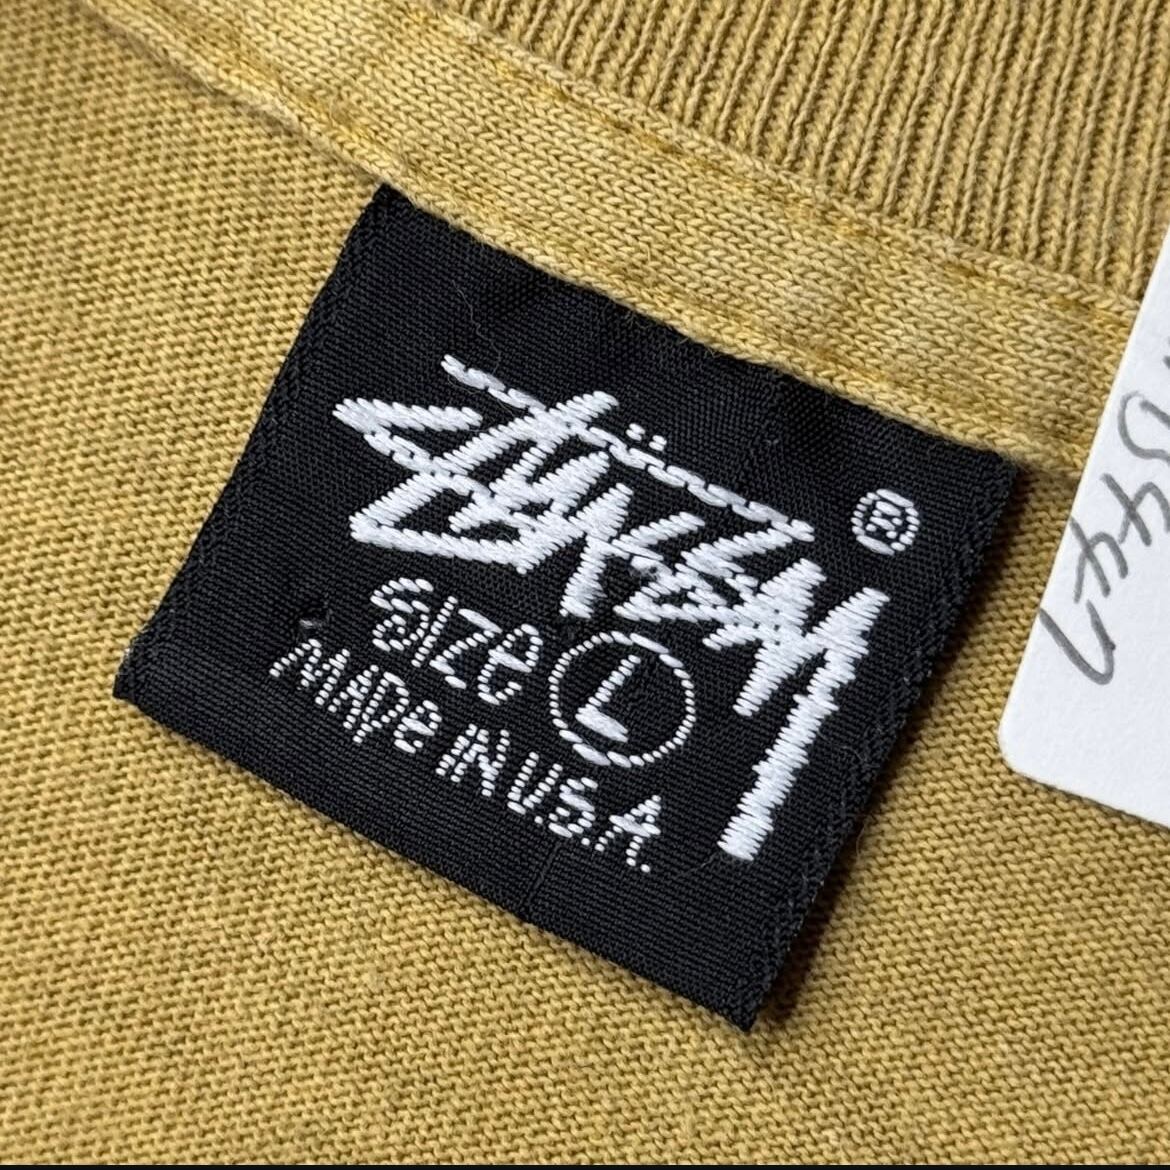 Stüssy ®
SIZE L
MADE IN U.S.A.